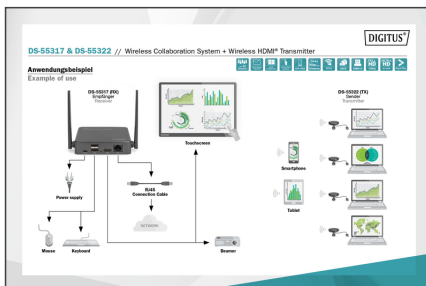 DIGITUS®
DS-55317 & DS-55322 // Wireless Collaboration System + Wireless HDMI® Transmitter
Anwendungsbeispiel
Example of use
DS-55317 (RX)
Empfänger
Receiver
DS-55322 (TX)
Sender
Transmitter
Touchscreen
Smartphone
Power supply
RJ45
Connection Cable
Tablet
NETWORK
Mouse
Keyboard
Beamer